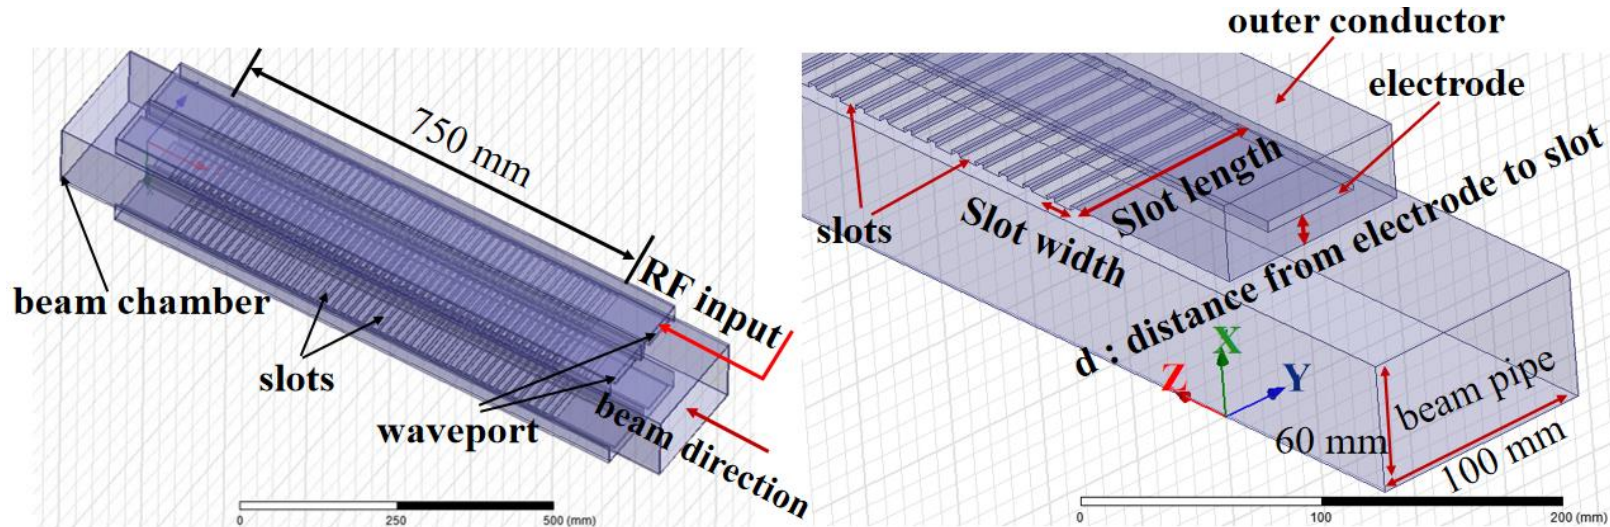 750 mm
RF input
beam chamber
slots
waveport
beam direction
0
250
500 (mm)
outer conductor
electrode
slots
Slot width
Slot length
d : distance from electrode to slot
X
Z
Y
beam pipe
60 mm
100 mm
0
100
200 (mm)